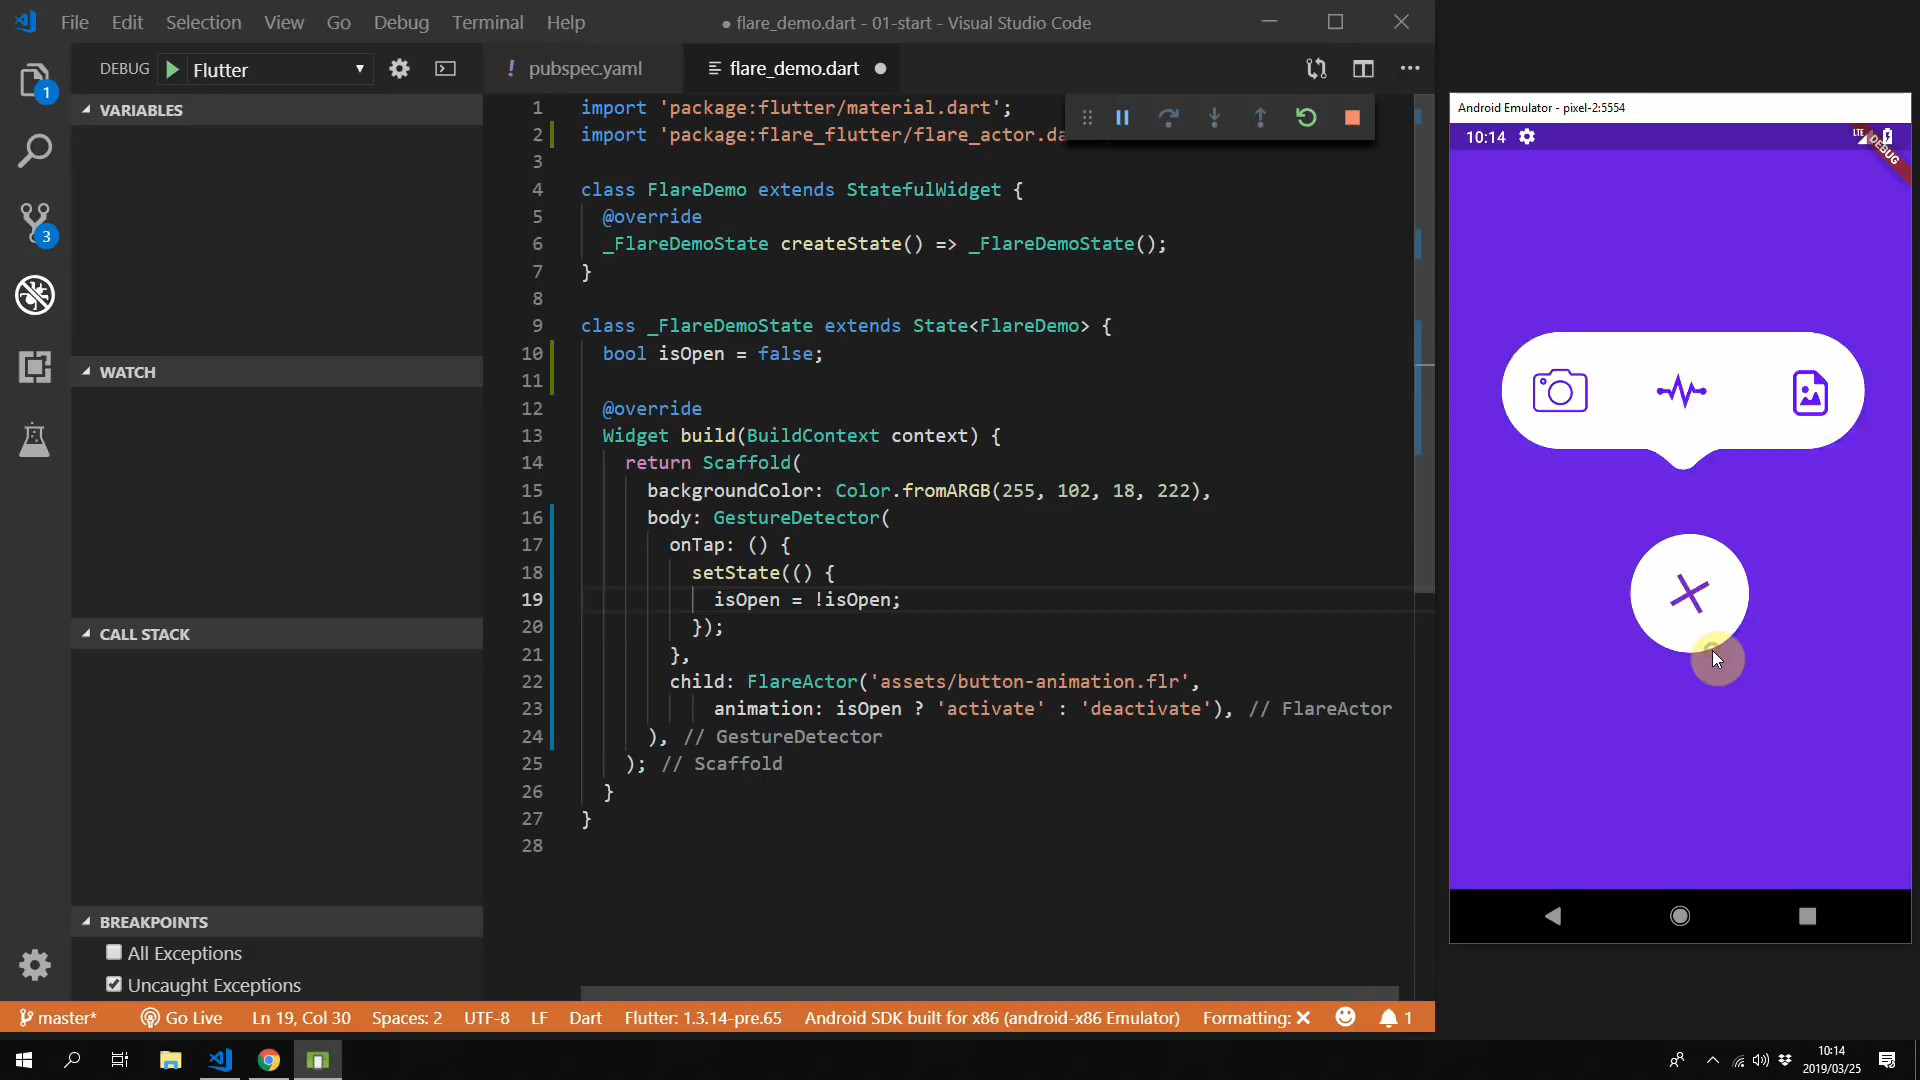 File Edit Selection View Go Debug Terminal Help
● flare_demo.dart - 01-start - Visual Studio Code
DEBUG Flutter
pubspec.yaml
flare_demo.dart
1
3
VARIABLES
WATCH
CALL STACK
BREAKPOINTS
All Exceptions
Uncaught Exceptions
1 import 'package:flutter/material.dart';
2 import 'package:flare_flutter/flare_actor.da
3
4 class FlareDemo extends StatefulWidget {
5 @override
6 _FlareDemoState createState() => _FlareDemoState();
7 }
8
9 class _FlareDemoState extends State<FlareDemo> {
10 bool isOpen = false;
11
12 @override
13 Widget build(BuildContext context) {
14 return Scaffold(
15 backgroundColor: Color.fromARGB(255, 102, 18, 222),
16 body: GestureDetector(
17 onTap: () {
18 setState(() {
19 isOpen = !isOpen;
20 });
21 },
22 child: FlareActor('assets/button-animation.flr',
23 animation: isOpen ? 'activate' : 'deactivate'), // FlareActor
24 ), // GestureDetector
25 ); // Scaffold
26 }
27 }
28
Android Emulator - pixel-2:5554
10:14
LTE
DEBUG
master* Go Live Ln 19, Col 30 Spaces: 2 UTF-8 LF Dart Flutter: 1.3.14-pre.65 Android SDK built for x86 (android-x86 Emulator) Formatting: 1
10:14
2019/03/25